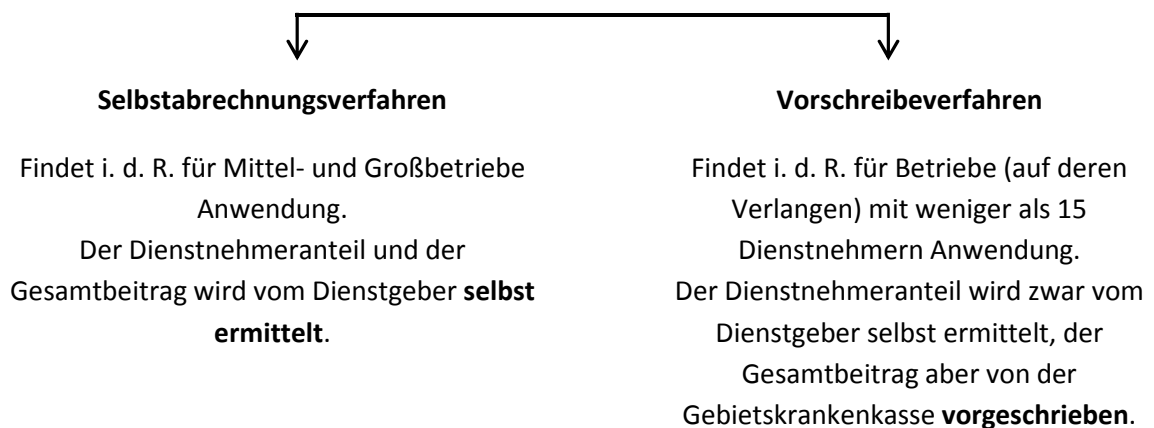 Selbstabrechnungsverfahren
Findet i. d. R. für Mittel- und Großbetriebe
Anwendung.
Der Dienstnehmeranteil und der
Gesamtbeitrag wird vom Dienstgeber selbst
ermittelt.
Vorschreibeverfahren
Findet i. d. R. für Betriebe (auf deren
Verlangen) mit weniger als 15
Dienstnehmern Anwendung.
Der Dienstnehmeranteil wird zwar vom
Dienstgeber selbst ermittelt, der
Gesamtbeitrag aber von der
Gebietskrankenkasse vorgeschrieben.